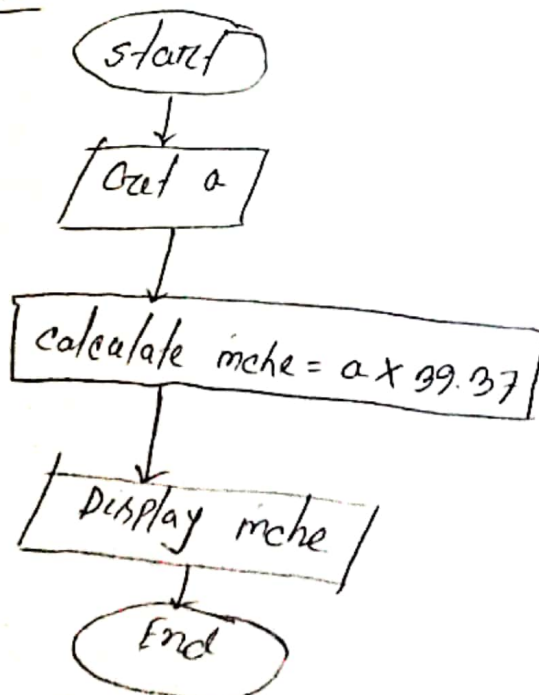 start
Get a
calculate inche = a X 39.37
Display inche
End